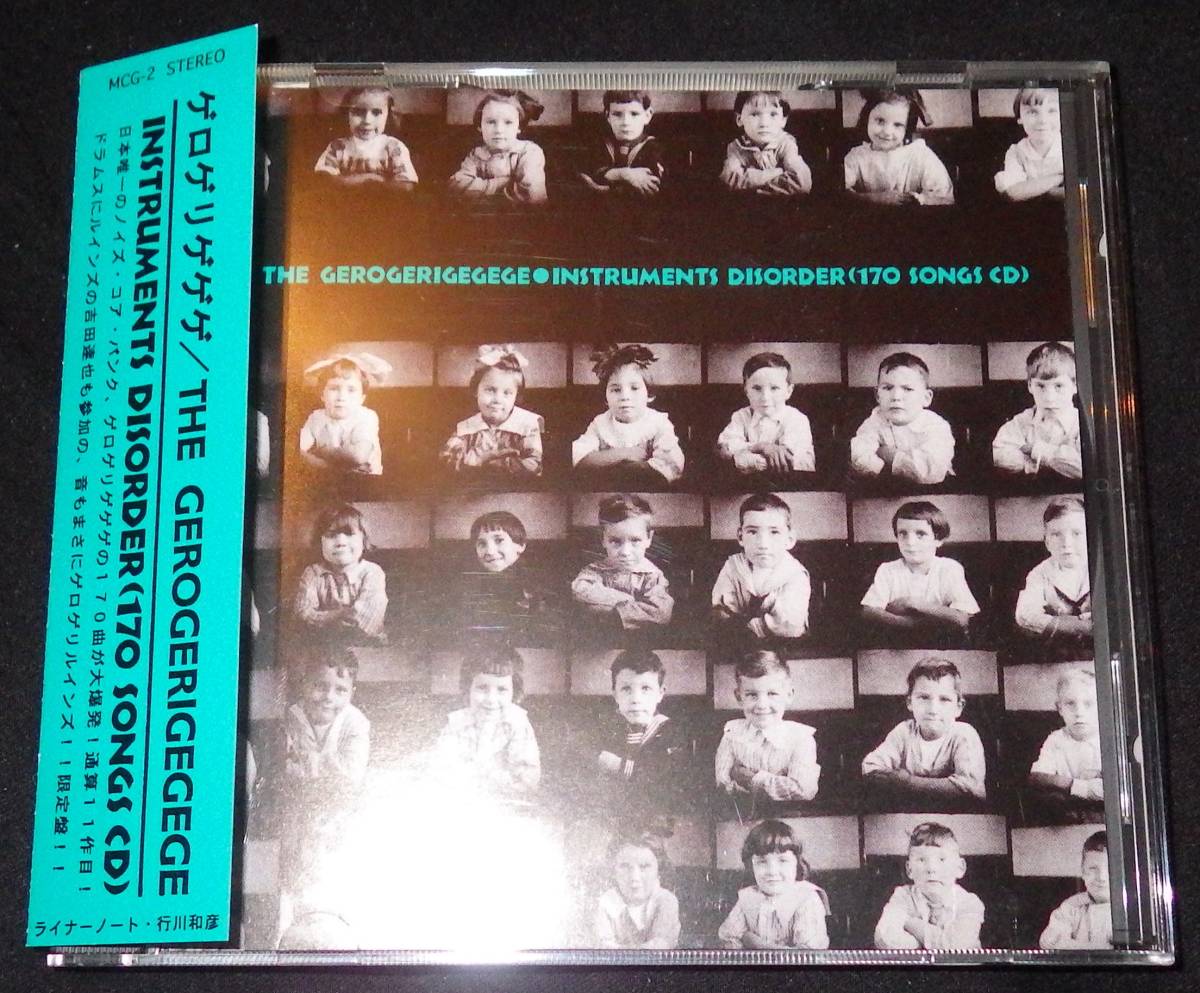 MCG-2 STEREO
ゲロゲリゲゲゲ／THE GEROGERIGEGEGE
INSTRUMENTS DISORDER(170 SONGS CD)
日本唯一のノイズ・コア・パンク、ゲロゲリゲゲゲの１７０曲が大爆発！通算１１作目！
ドラムスにルインズの吉田達也も参加の、音もまさにゲロゲリルインズ！！限定盤！！
ライナーノート・行川和彦
THE GEROGERIGEGEGE●INSTRUMENTS DISORDER(170 SONGS CD)